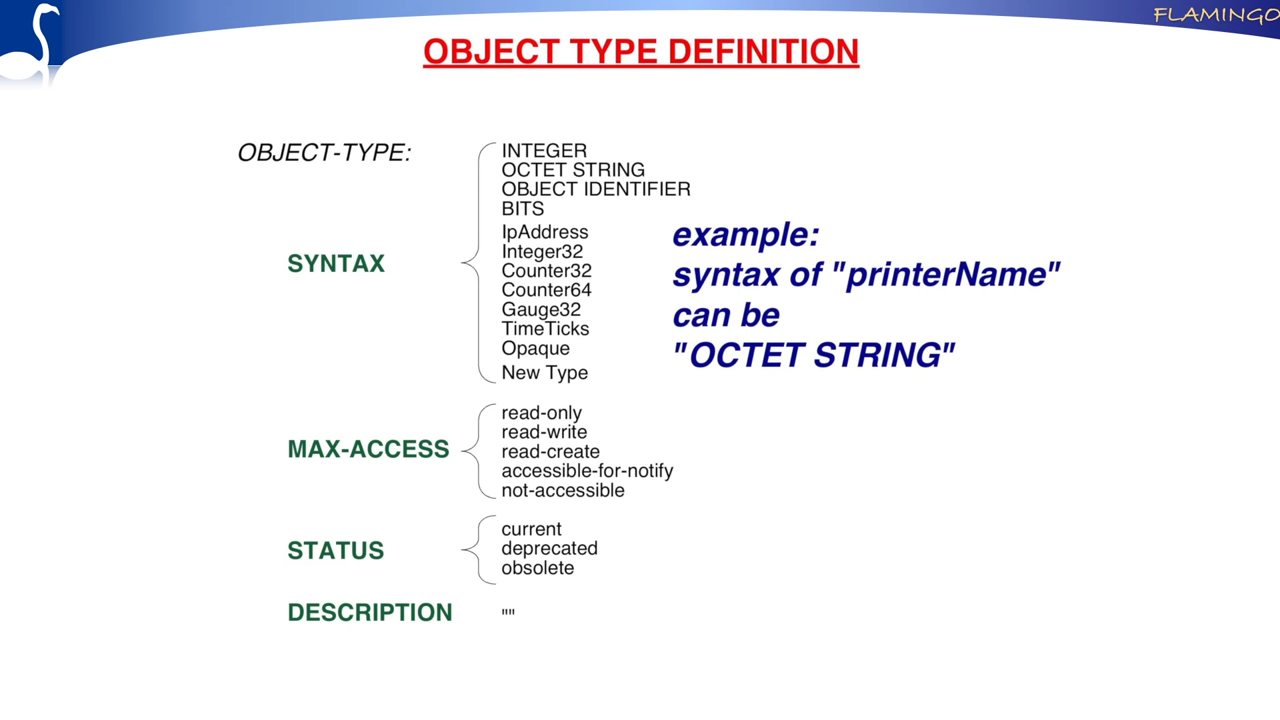 FLAMINGO
OBJECT TYPE DEFINITION
OBJECT-TYPE:
SYNTAX
INTEGER
OCTET STRING
OBJECT IDENTIFIER
BITS
IpAddress
Integer32
Counter32
Counter64
Gauge32
TimeTicks
Opaque
New Type
example:
syntax of "printerName"
can be
"OCTET STRING"
MAX-ACCESS
read-only
read-write
read-create
accessible-for-notify
not-accessible
STATUS
current
deprecated
obsolete
DESCRIPTION
""